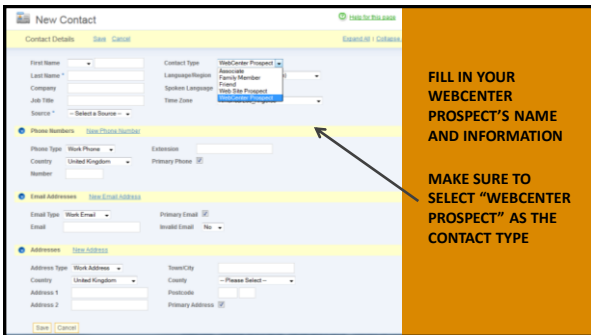 New Contact
Help for this page
Contact Details Save Cancel
Expand All | Collapse
First Name
Contact Type WebCenter Prospect
Associate
Family Member
Friend
Web Site Prospect
WebCenter Prospect
Last Name *
Language/Region
Company
Spoken Language
Job Title
Time Zone
Source * -- Select a Source --
Phone Numbers New Phone Number
Phone Type Work Phone Extension
Country United Kingdom Primary Phone
Number
Email Addresses New Email Address
Email Type Work Email Primary Email
Email Invalid Email No
Addresses New Address
Address Type Work Address Town/City
Country United Kingdom County -- Please Select --
Address 1 Postcode
Address 2 Primary Address
Save Cancel
FILL IN YOUR
WEBCENTER
PROSPECT’S NAME
AND INFORMATION
MAKE SURE TO
SELECT “WEBCENTER
PROSPECT” AS THE
CONTACT TYPE